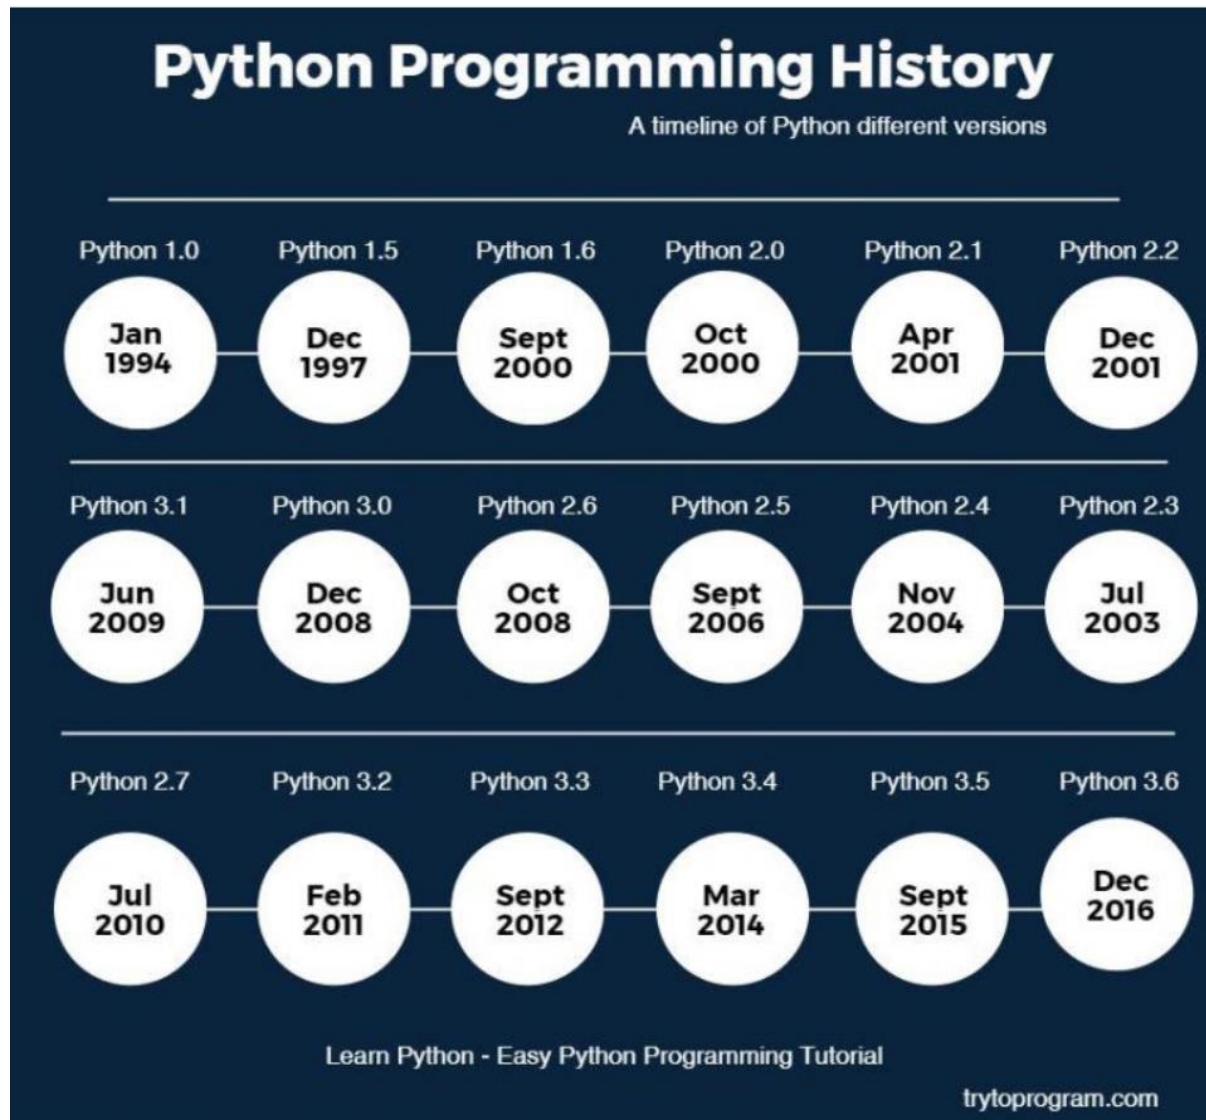 Python Programming History
A timeline of Python different versions
Python 1.0
Python 1.5
Python 1.6
Python 2.0
Python 2.1
Python 2.2
Jan
1994
Dec
1997
Sept
2000
Oct
2000
Apr
2001
Dec
2001
Python 3.1
Python 3.0
Python 2.6
Python 2.5
Python 2.4
Python 2.3
Jun
2009
Dec
2008
Oct
2008
Sept
2006
Nov
2004
Jul
2003
Python 2.7
Python 3.2
Python 3.3
Python 3.4
Python 3.5
Python 3.6
Jul
2010
Feb
2011
Sept
2012
Mar
2014
Sept
2015
Dec
2016
Learn Python - Easy Python Programming Tutorial
trytoprogram.com